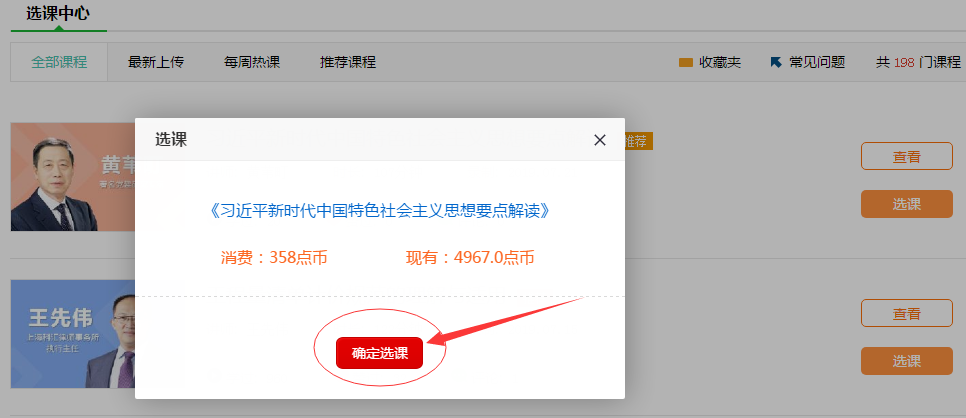 选课中心
全部课程 最新上传 每周热课 推荐课程 收藏夹 常见问题 共 198 门课程
选课
推荐
查看
选课
《习近平新时代中国特色社会主义思想要点解读》
消费：358点币 现有：4967.0点币
确定选课
王先伟
执行主任
查看
选课